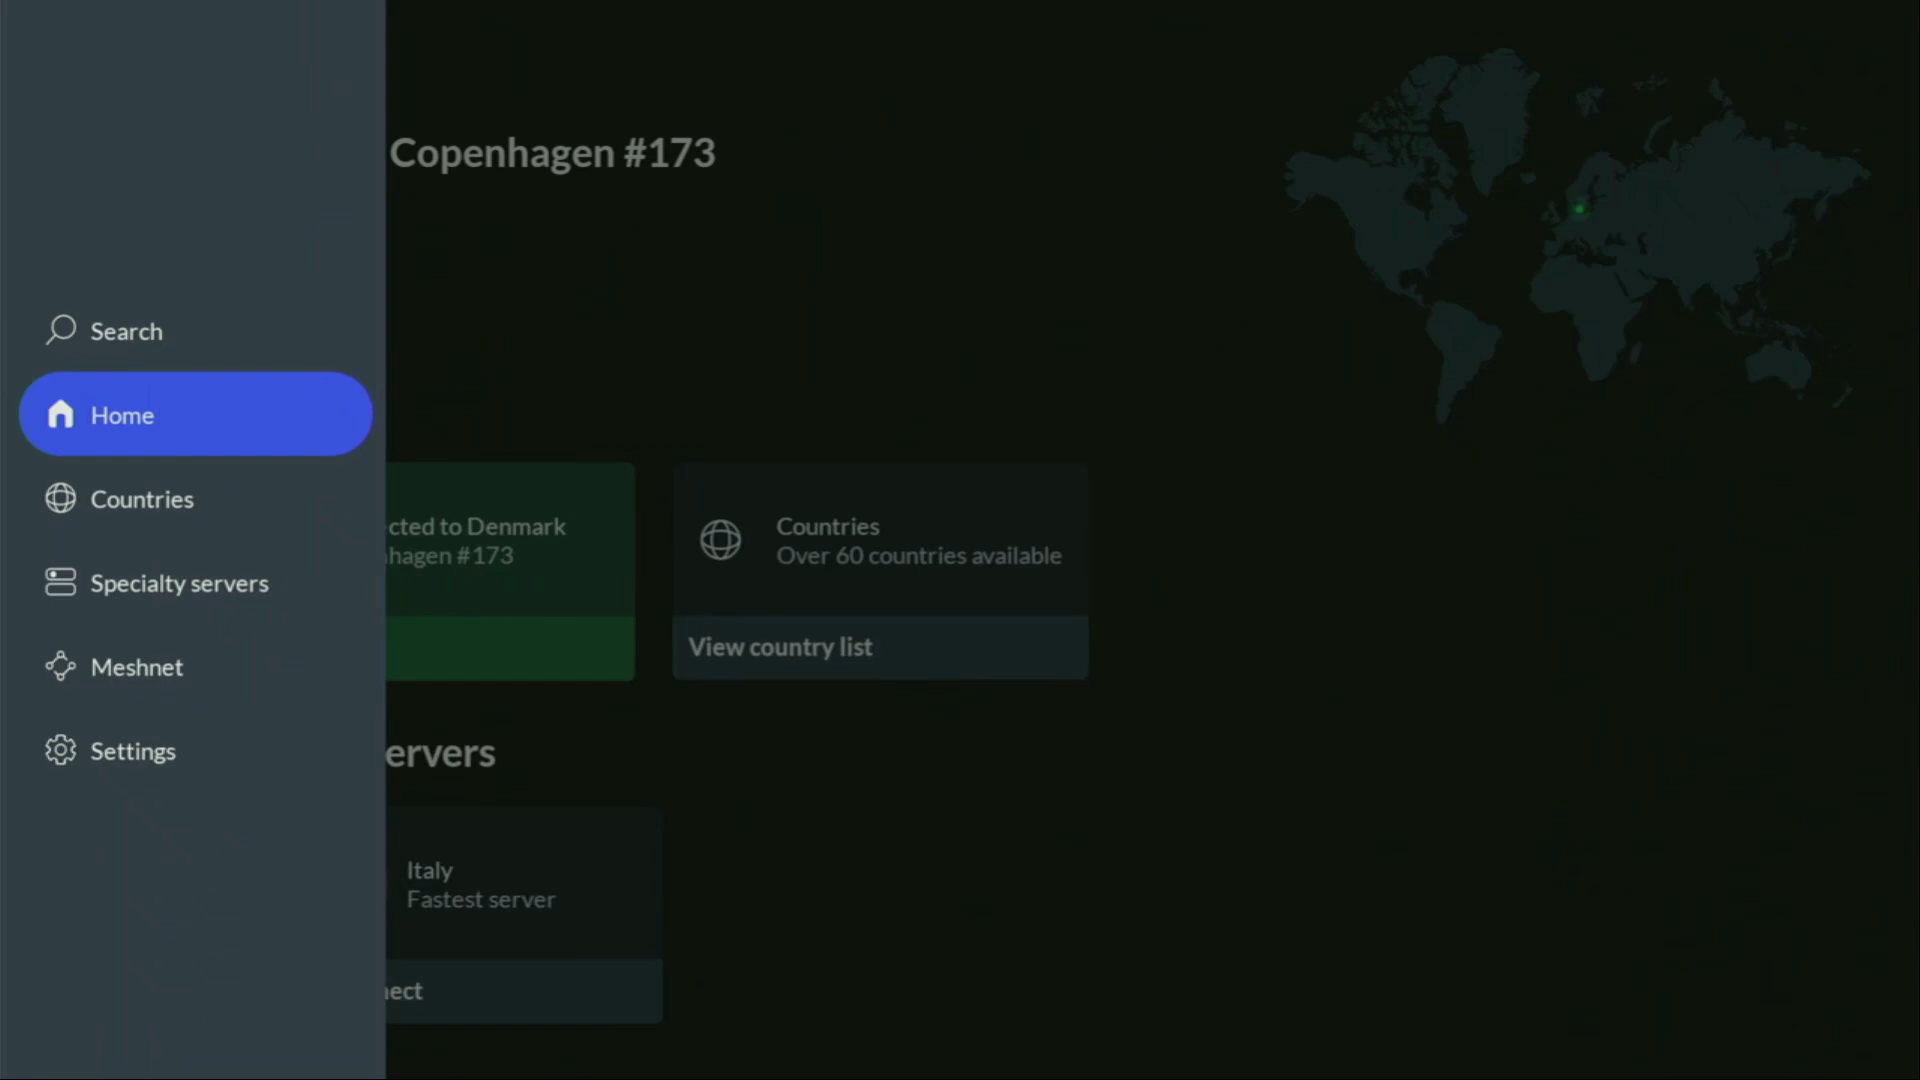 Search
Home
Countries
Specialty servers
Meshnet
Settings
Copenhagen #173
cted to Denmark
hagen #173
Countries
Over 60 countries available
View country list
ervers
Italy
Fastest server
nect